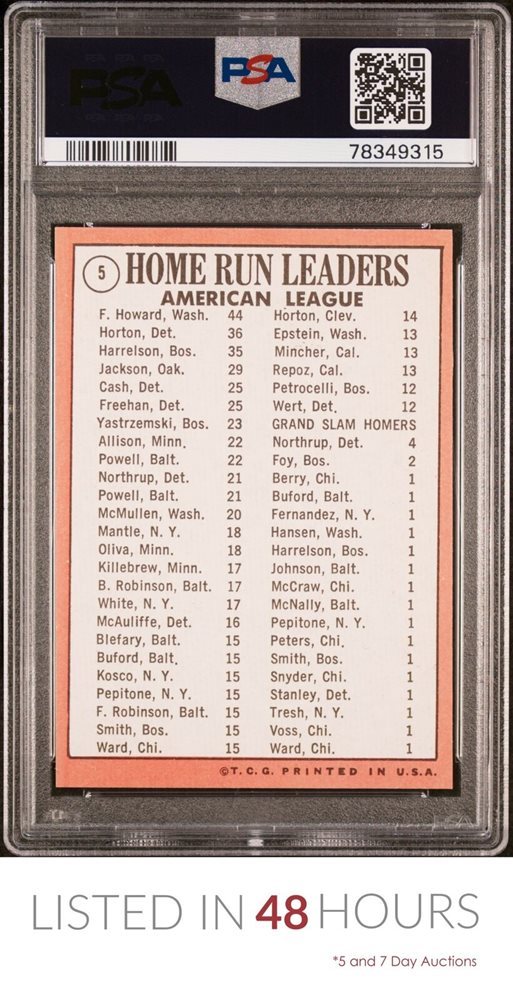 PSA
PSA
78349315
5 HOME RUN LEADERS
AMERICAN LEAGUE
F. Howard, Wash. 44
Horton, Det. 36
Harrelson, Bos. 35
Jackson, Oak. 29
Cash, Det. 25
Freehan, Det. 25
Yastrzemski, Bos. 23
Allison, Minn. 22
Powell, Balt. 22
Northrup, Det. 21
Powell, Balt. 21
McMullen, Wash. 20
Mantle, N. Y. 18
Oliva, Minn. 18
Killebrew, Minn. 17
B. Robinson, Balt. 17
White, N. Y. 17
McAuliffe, Det. 16
Blefary, Balt. 15
Buford, Balt. 15
Kosco, N. Y. 15
Pepitone, N. Y. 15
F. Robinson, Balt. 15
Smith, Bos. 15
Ward, Chi. 15
Horton, Clev. 14
Epstein, Wash. 13
Mincher, Cal. 13
Repoz, Cal. 13
Petrocelli, Bos. 12
Wert, Det. 12
GRAND SLAM HOMERS
Northrup, Det. 4
Foy, Bos. 2
Berry, Chi. 1
Buford, Balt. 1
Fernandez, N. Y. 1
Hansen, Wash. 1
Harrelson, Bos. 1
Johnson, Balt. 1
McCraw, Chi. 1
McNally, Balt. 1
Pepitone, N. Y. 1
Peters, Chi. 1
Smith, Bos. 1
Snyder, Chi. 1
Stanley, Det. 1
Tresh, N. Y. 1
Voss, Chi. 1
Ward, Chi. 1
©T. C. G. PRINTED IN U.S.A.
LISTED IN 48 HOURS
*5 and 7 Day Auctions